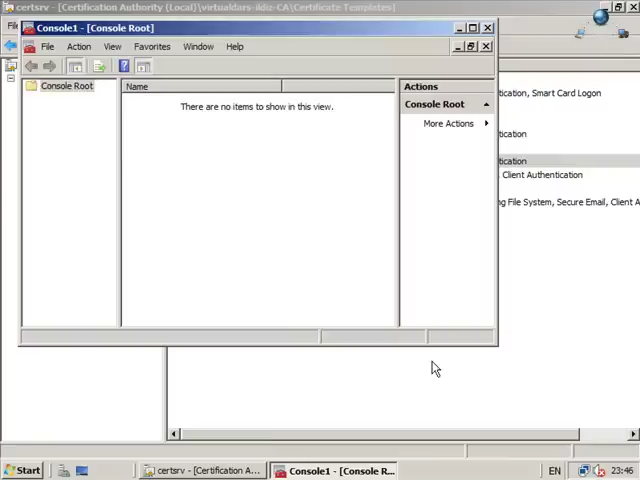 certsrv - [Certification Authority (Local)\virtualdars-ildiz-CA\Certificate Templates]
Console1 - [Console Root]
File Action View Favorites Window Help
Console Root
Name
There are no items to show in this view.
Actions
Console Root
More Actions
tication, Smart Card Logon
tication
tication
, Client Authentication
ng File System, Secure Email, Client A
Start
certsrv - [Certification A...
Console1 - [Console R...
EN
23:46